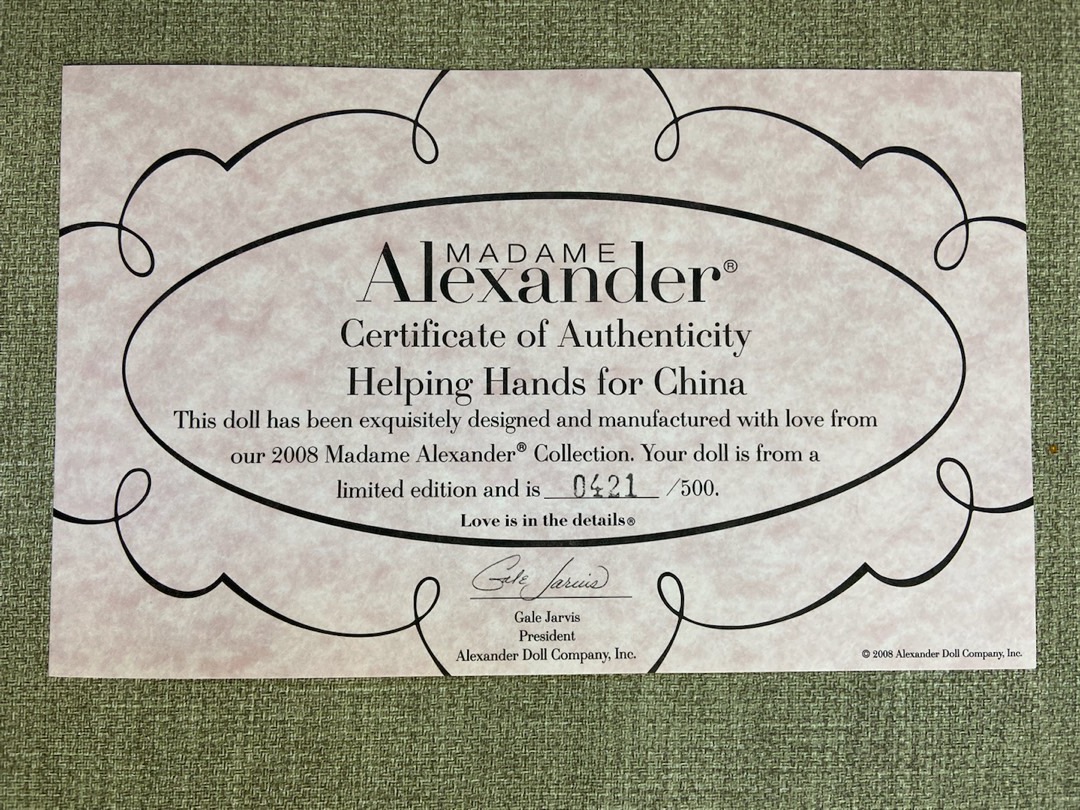 MADAME
Alexander®
Certificate of Authenticity
Helping Hands for China
This doll has been exquisitely designed and manufactured with love from
our 2008 Madame Alexander® Collection. Your doll is from a
limited edition and is 0421 /500.
Love is in the details®
Gale Jarvis
Gale Jarvis
President
Alexander Doll Company, Inc.
© 2008 Alexander Doll Company, Inc.